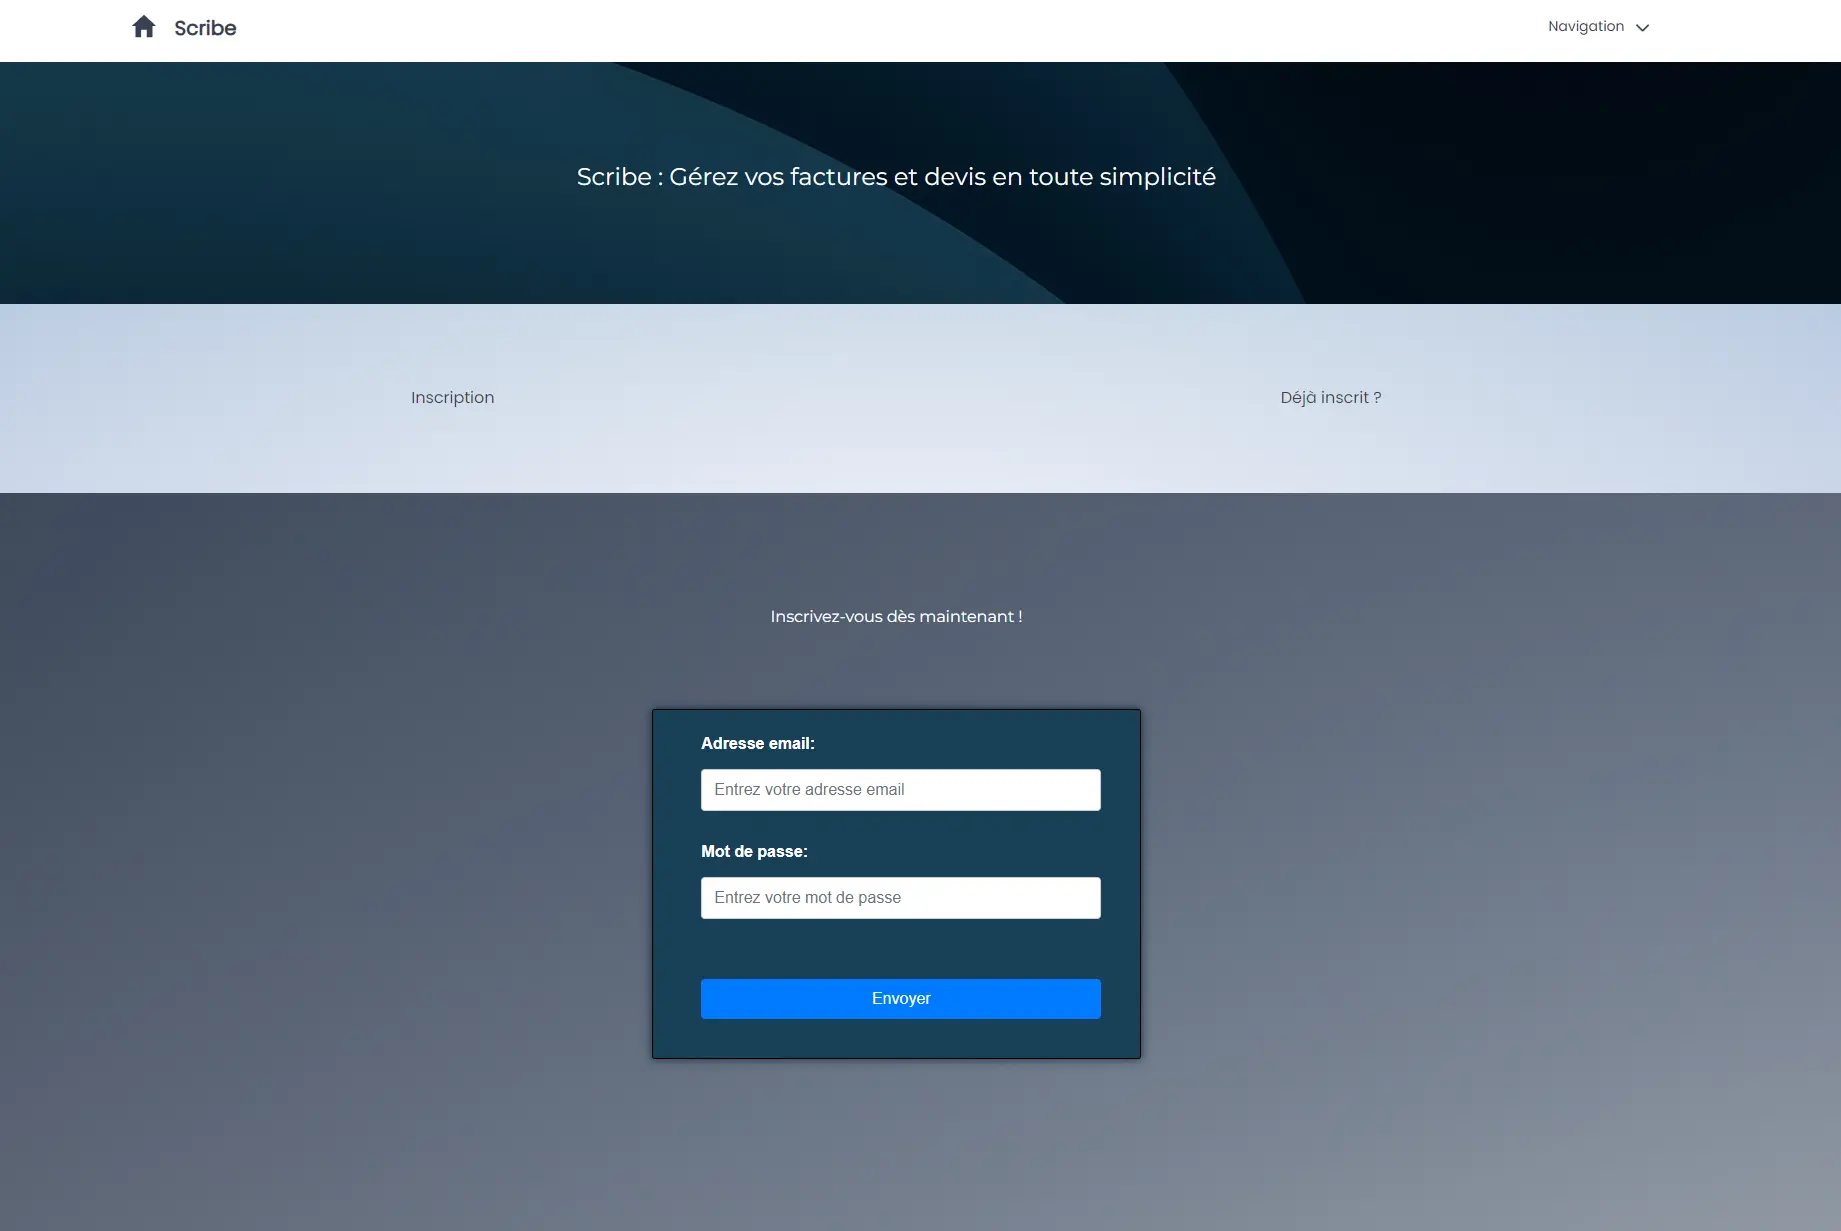 Scribe
Navigation
Scribe : Gérez vos factures et devis en toute simplicité
Inscription
Déjà inscrit ?
Inscrivez-vous dès maintenant !
Adresse email:
Entrez votre adresse email
Mot de passe:
Entrez votre mot de passe
Envoyer